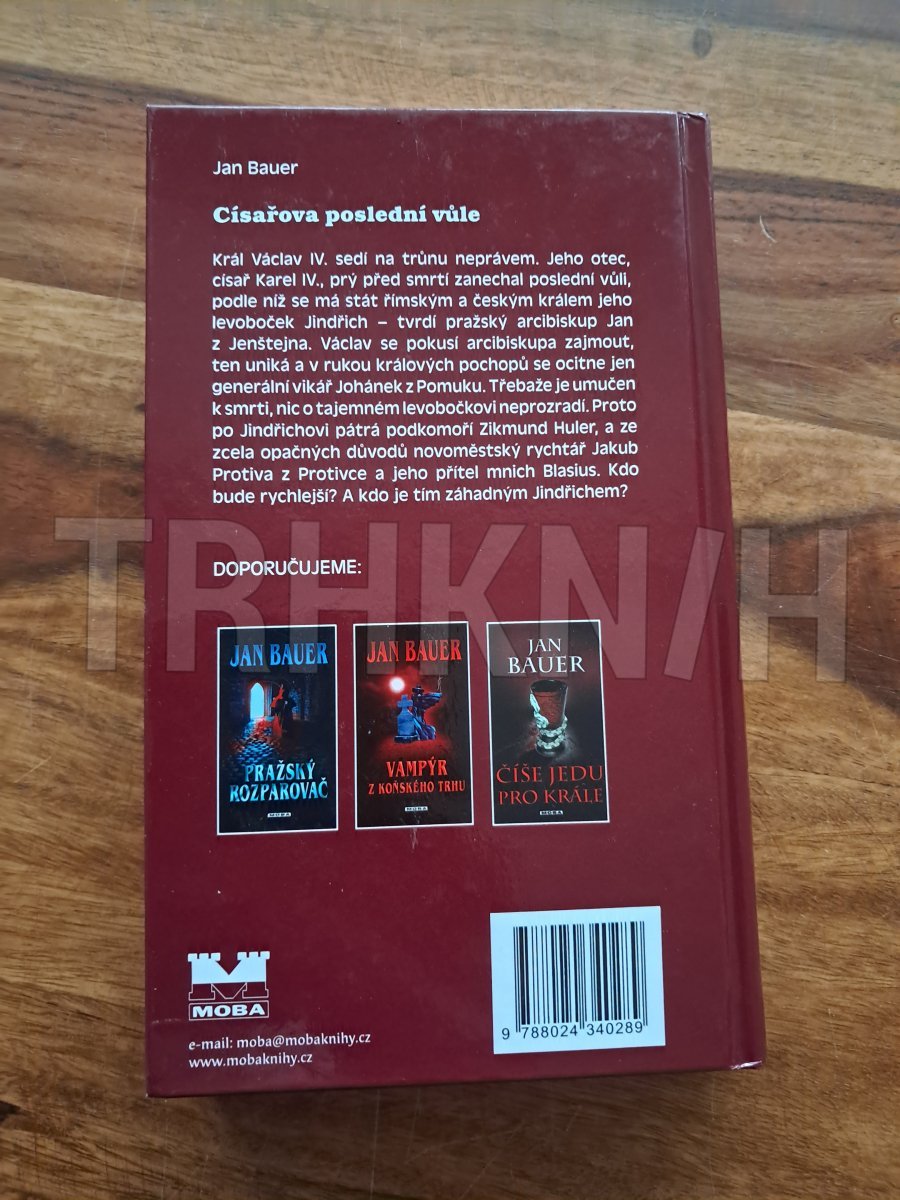 Jan Bauer
Císařova poslední vůle
Král Václav IV. sedí na trůnu neprávem. Jeho otec,
císař Karel IV., prý před smrtí zanechal poslední vůli,
podle níž se má stát římským a českým králem jeho
levoboček Jindřich – tvrdí pražský arcibiskup Jan
z Jenštejna. Václav se pokusí arcibiskupa zajmout,
ten uniká a v rukou králových pochopů se ocitne jen
generální vikář Johánek z Pomuku. Třebaže je umučen
k smrti, nic o tajemném levobočkovi neprozradí. Proto
po Jindřichovi pátrá podkomoří Zikmund Huler, a ze
zcela opačných důvodů novoměstský rychtář Jakub
Protiva z Protivce a jeho přítel mnich Blasius. Kdo
bude rychlejší? A kdo je tím záhadným Jindřichem?
TRHKN/H
DOPORUČUJEME:
JAN BAUER
PRAŽSKÝ
ROZPAROVAČ
MOBA
JAN BAUER
VAMPÝR
Z KOŇSKÉHO TRHU
MOBA
JAN
BAUER
ČÍŠE JEDU
PRO KRÁLE
MOBA
MOBA
e-mail: moba@mobaknihy.cz
www.mobaknihy.cz
9 788024 340289